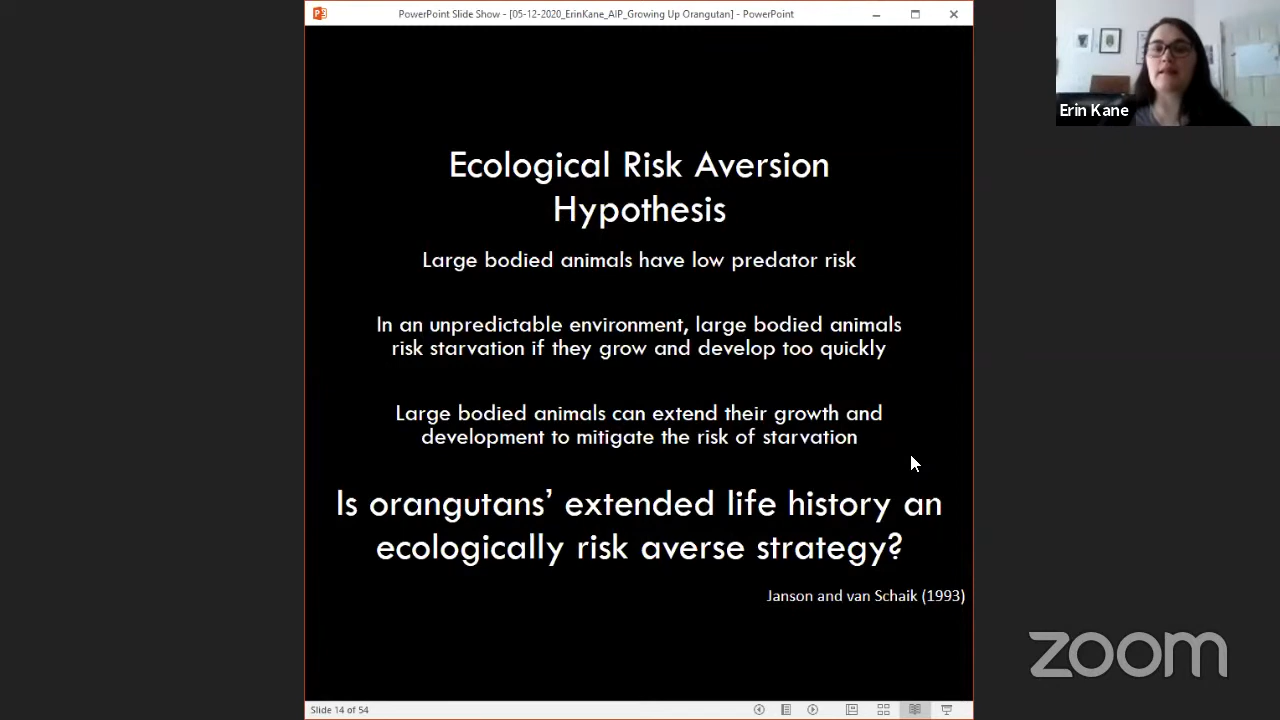 PowerPoint Slide Show - [05-12-2020_ErinKane_AIP_Growing Up Orangutan] - PowerPoint
Erin Kane
Ecological Risk Aversion
Hypothesis
Large bodied animals have low predator risk
In an unpredictable environment, large bodied animals
risk starvation if they grow and develop too quickly
Large bodied animals can extend their growth and
development to mitigate the risk of starvation
Is orangutans’ extended life history an
ecologically risk averse strategy?
Janson and van Schaik (1993)
zoom
Slide 14 of 54